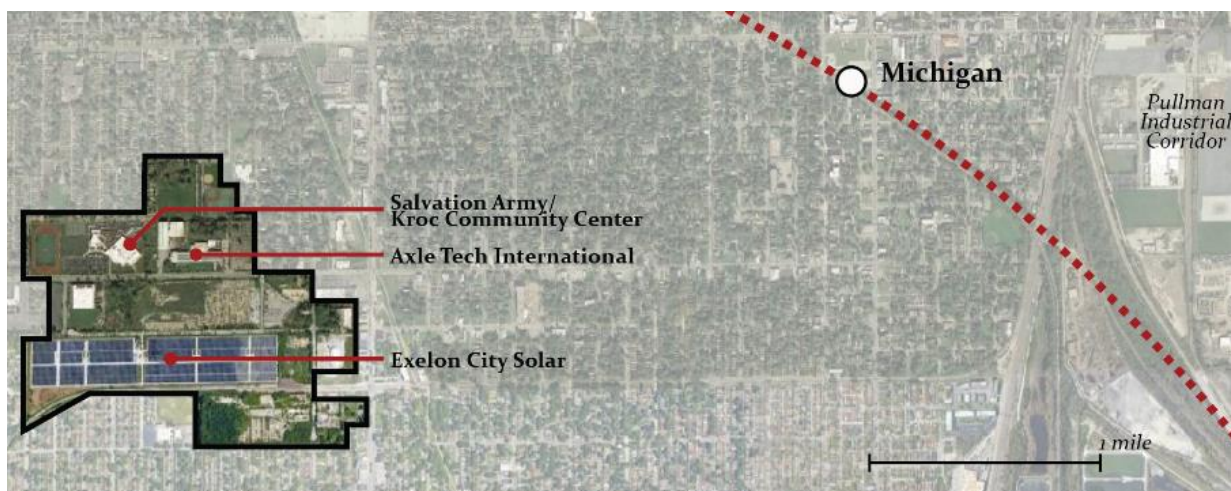 Michigan
Pullman
Industrial
Corridor
Salvation Army/
Kroc Community Center
Axle Tech International
Exelon City Solar
1 mile